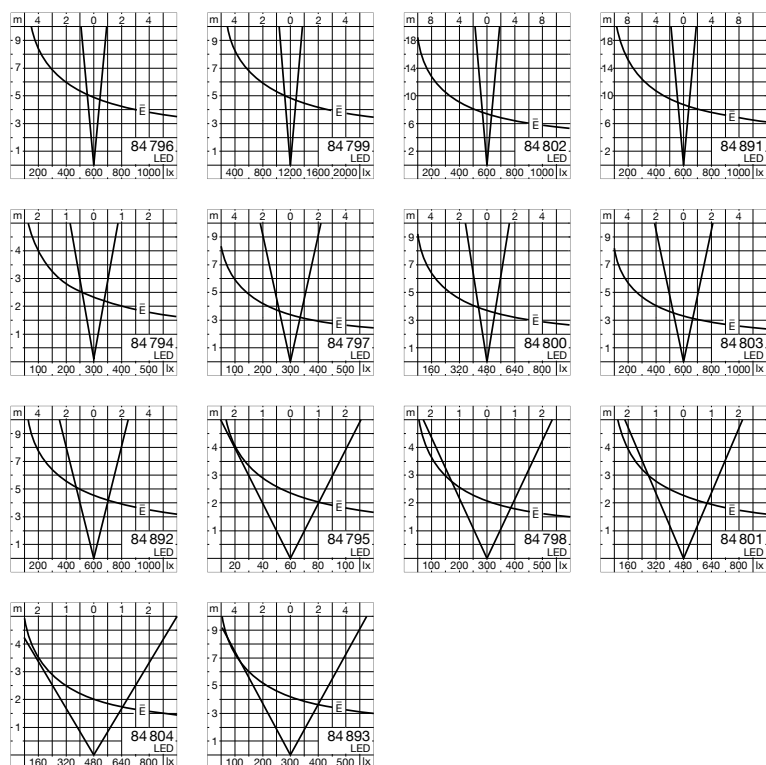 m 4 2 0 2 4
9
7
5
3
1
E̅
84 796
LED
200 400 600 800 1000 lx
m 4 2 0 2 4
9
7
5
3
1
E̅
84 799
LED
400 800 1200 1600 2000 lx
m 8 4 0 4 8
18
14
10
6
2
E̅
84 802
LED
200 400 600 800 1000 lx
m 8 4 0 4 8
18
14
10
6
2
E̅
84 891
LED
200 400 600 800 1000 lx
m 2 1 0 1 2
4
3
2
1
E̅
84 794
LED
100 200 300 400 500 lx
m 4 2 0 2 4
9
7
5
3
1
E̅
84 797
LED
100 200 300 400 500 lx
m 4 2 0 2 4
9
7
5
3
1
E̅
84 800
LED
160 320 480 640 800 lx
m 4 2 0 2 4
9
7
5
3
1
E̅
84 803
LED
200 400 600 800 1000 lx
m 4 2 0 2 4
9
7
5
3
1
E̅
84 892
LED
200 400 600 800 1000 lx
m 2 1 0 1 2
4
3
2
1
E̅
84 795
LED
20 40 60 80 100 lx
m 2 1 0 1 2
4
3
2
1
E̅
84 798
LED
100 200 300 400 500 lx
m 2 1 0 1 2
4
3
2
1
E̅
84 801
LED
160 320 480 640 800 lx
m 2 1 0 1 2
4
3
2
1
E̅
84 804
LED
160 320 480 640 800 lx
m 4 2 0 2 4
9
7
5
3
1
E̅
84 893
LED
100 200 300 400 500 lx